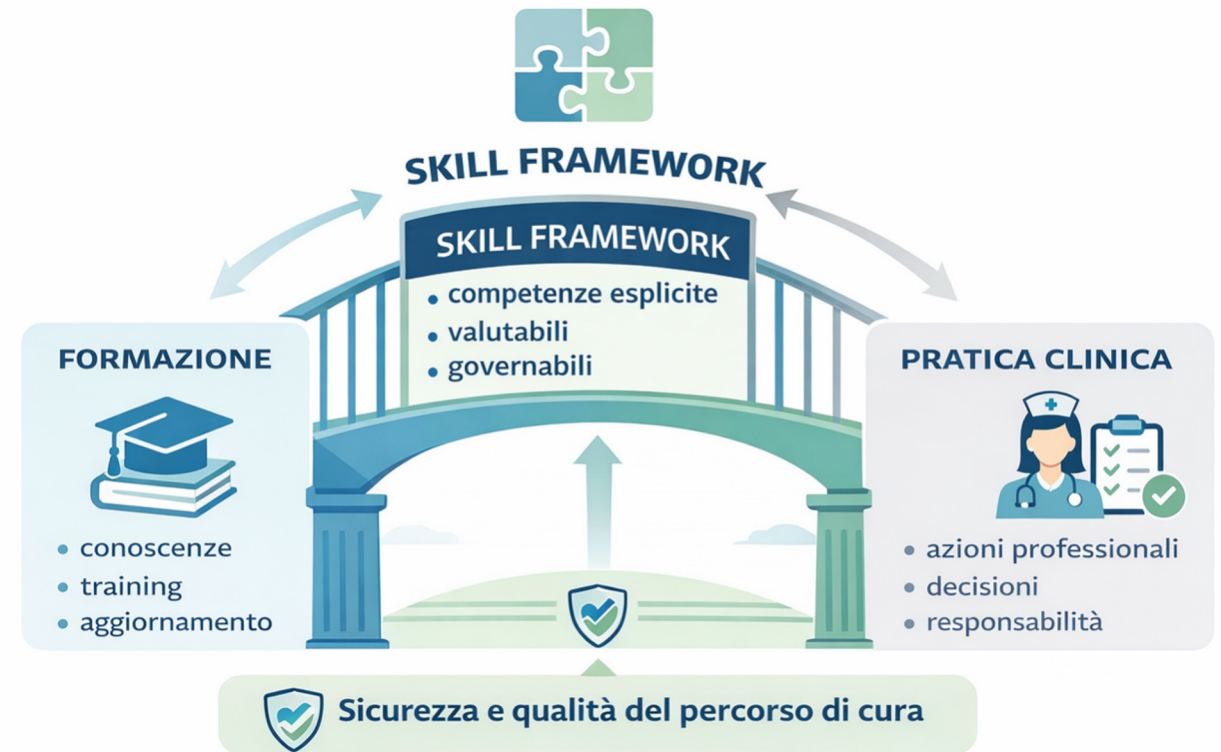 SKILL FRAMEWORK
SKILL FRAMEWORK
• competenze esplicite
• valutabili
• governabili
FORMAZIONE
• conoscenze
• training
• aggiornamento
PRATICA CLINICA
• azioni professionali
• decisioni
• responsabilità
Sicurezza e qualità del percorso di cura